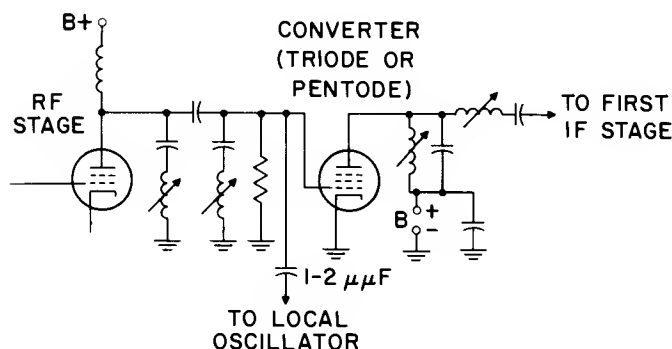 B+
CONVERTER
(TRIODE OR
PENTODE)
RF
STAGE
TO FIRST
IF STAGE
B + -
1-2 μμF
TO LOCAL
OSCILLATOR